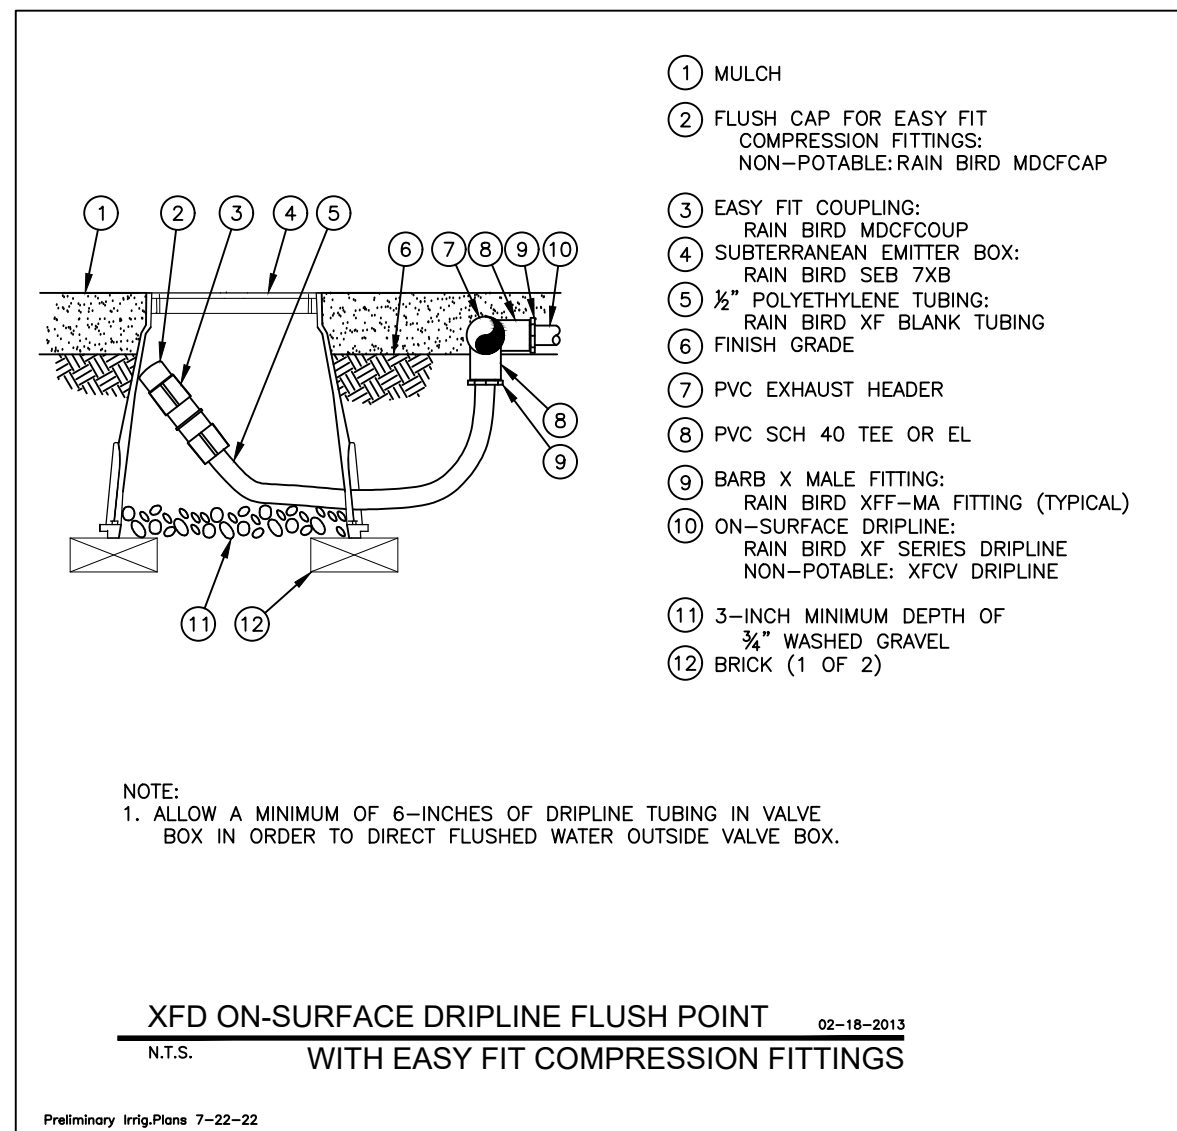 1 MULCH
2 FLUSH CAP FOR EASY FIT
COMPRESSION FITTINGS:
NON-POTABLE: RAIN BIRD MDCFCAP
3 EASY FIT COUPLING:
RAIN BIRD MDCFCOUP
4 SUBTERRANEAN EMITTER BOX:
RAIN BIRD SEB 7XB
5 ½" POLYETHYLENE TUBING:
RAIN BIRD XF BLANK TUBING
6 FINISH GRADE
7 PVC EXHAUST HEADER
8 PVC SCH 40 TEE OR EL
9 BARB X MALE FITTING:
RAIN BIRD XFF-MA FITTING (TYPICAL)
10 ON-SURFACE DRIPLINE:
RAIN BIRD XF SERIES DRIPLINE
NON-POTABLE: XFCV DRIPLINE
11 3-INCH MINIMUM DEPTH OF
¾" WASHED GRAVEL
12 BRICK (1 OF 2)
1 2 3 4 5
6 7 8 9 10
8
9
11 12
NOTE:
1. ALLOW A MINIMUM OF 6-INCHES OF DRIPLINE TUBING IN VALVE
BOX IN ORDER TO DIRECT FLUSHED WATER OUTSIDE VALVE BOX.
XFD ON-SURFACE DRIPLINE FLUSH POINT 02-18-2013
N.T.S. WITH EASY FIT COMPRESSION FITTINGS
Preliminary Irrig.Plans 7-22-22